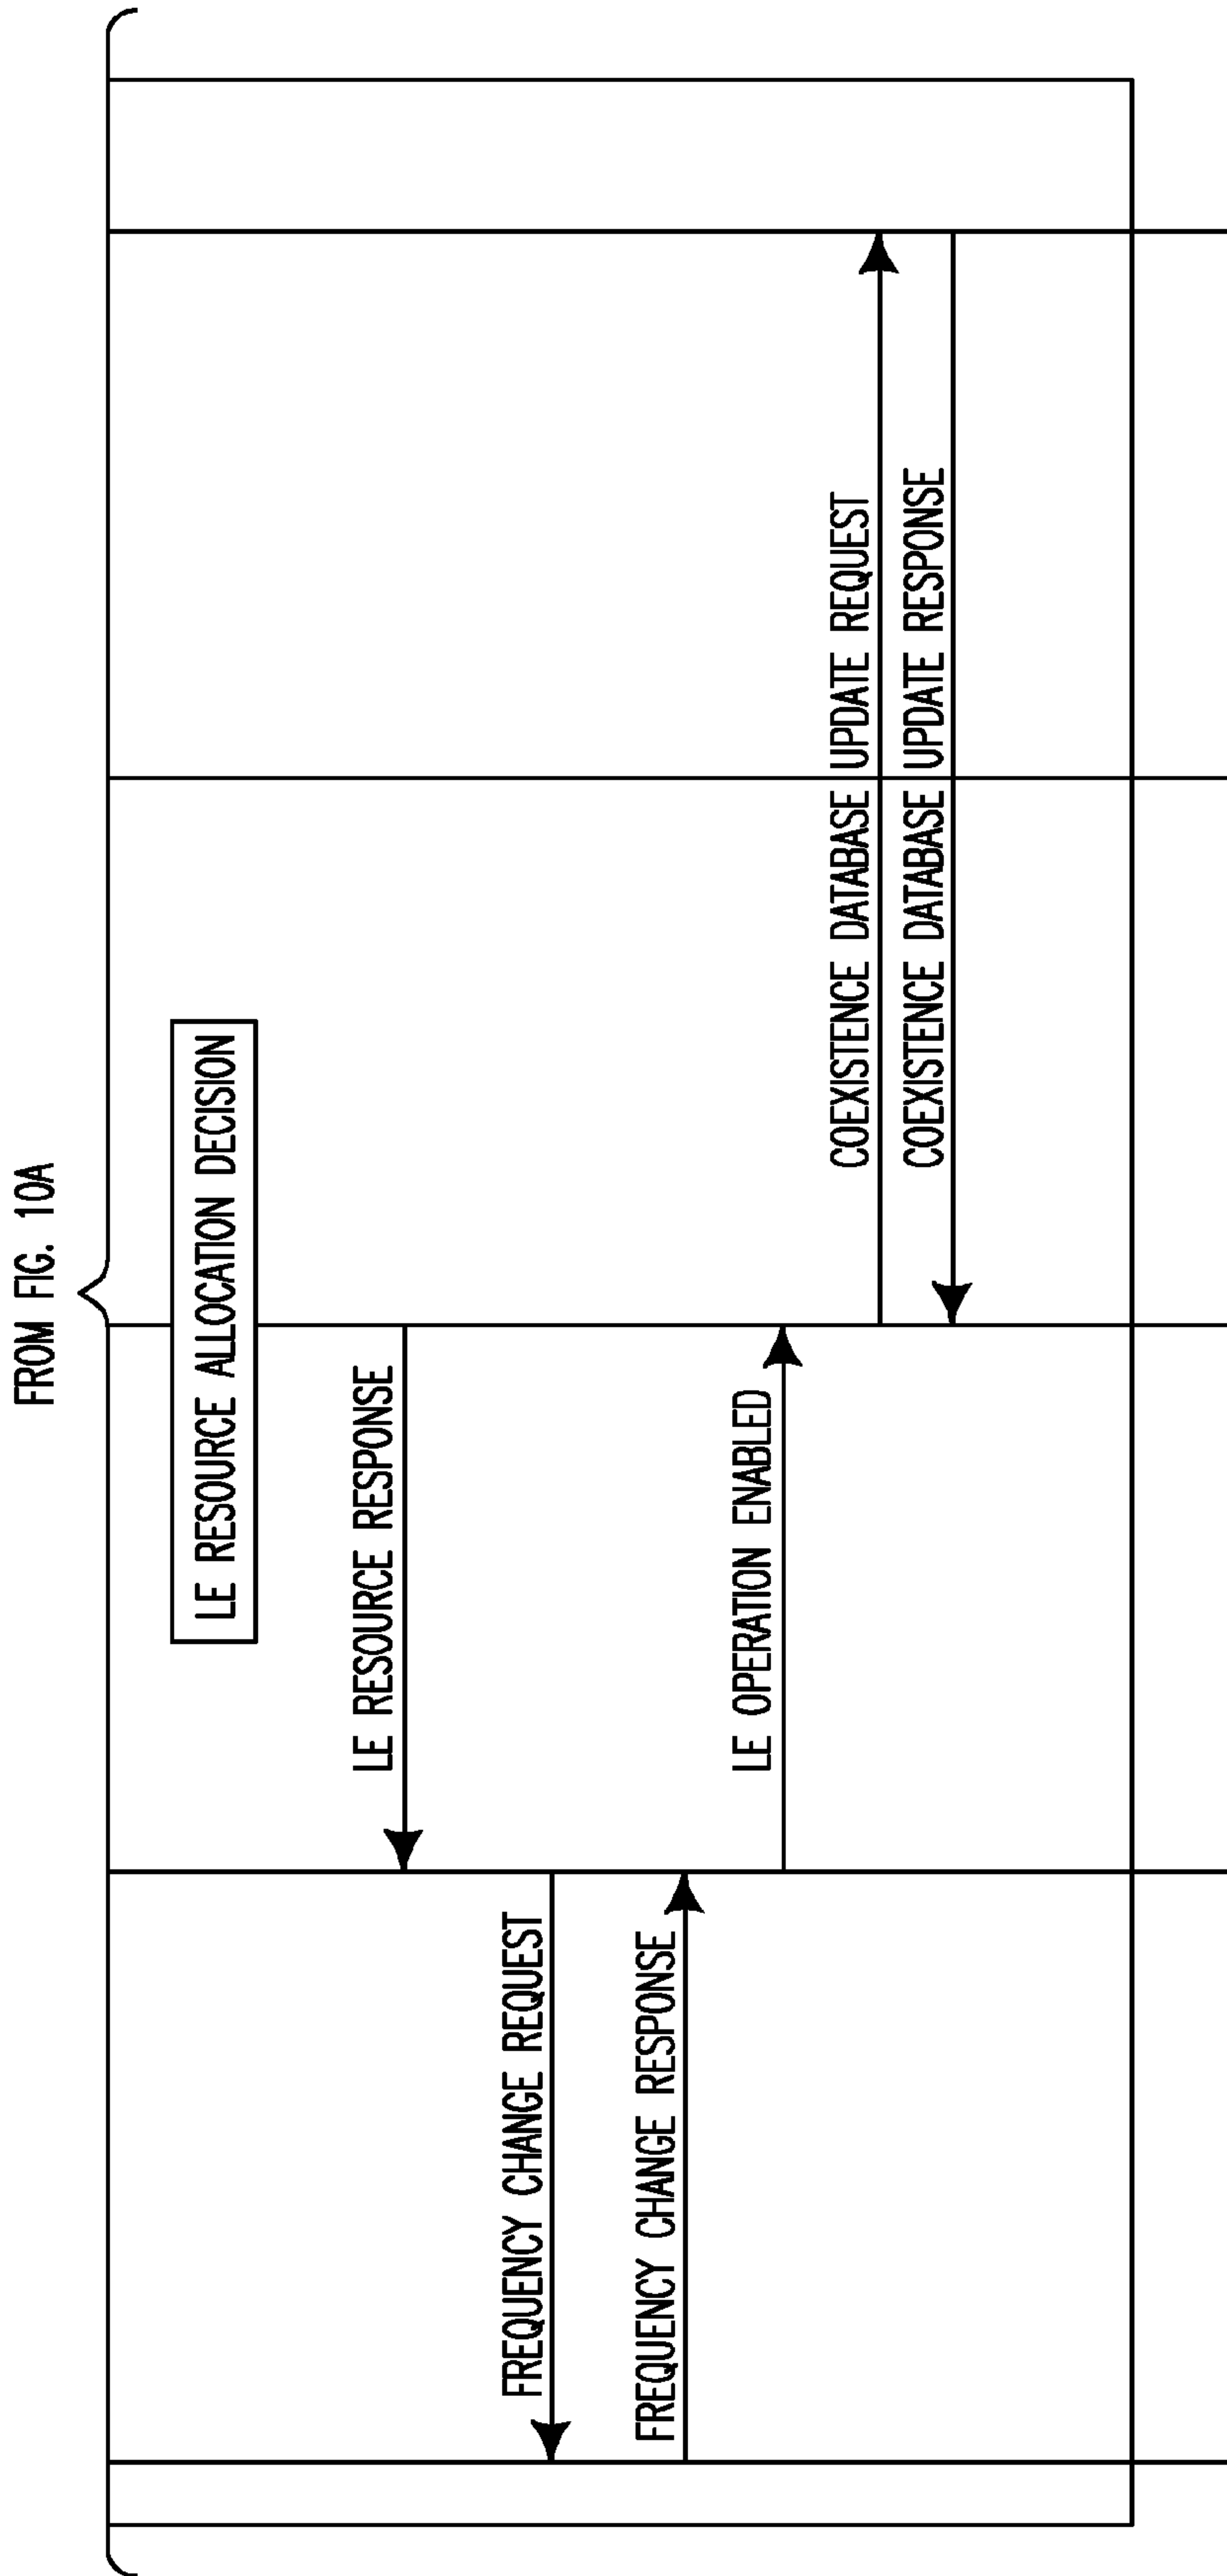 FROM FIG. 10A
LE RESOURCE ALLOCATION DECISION
LE RESOURCE RESPONSE
FREQUENCY CHANGE REQUEST
FREQUENCY CHANGE RESPONSE
LE OPERATION ENABLED
COEXISTENCE DATABASE UPDATE REQUEST
COEXISTENCE DATABASE UPDATE RESPONSE